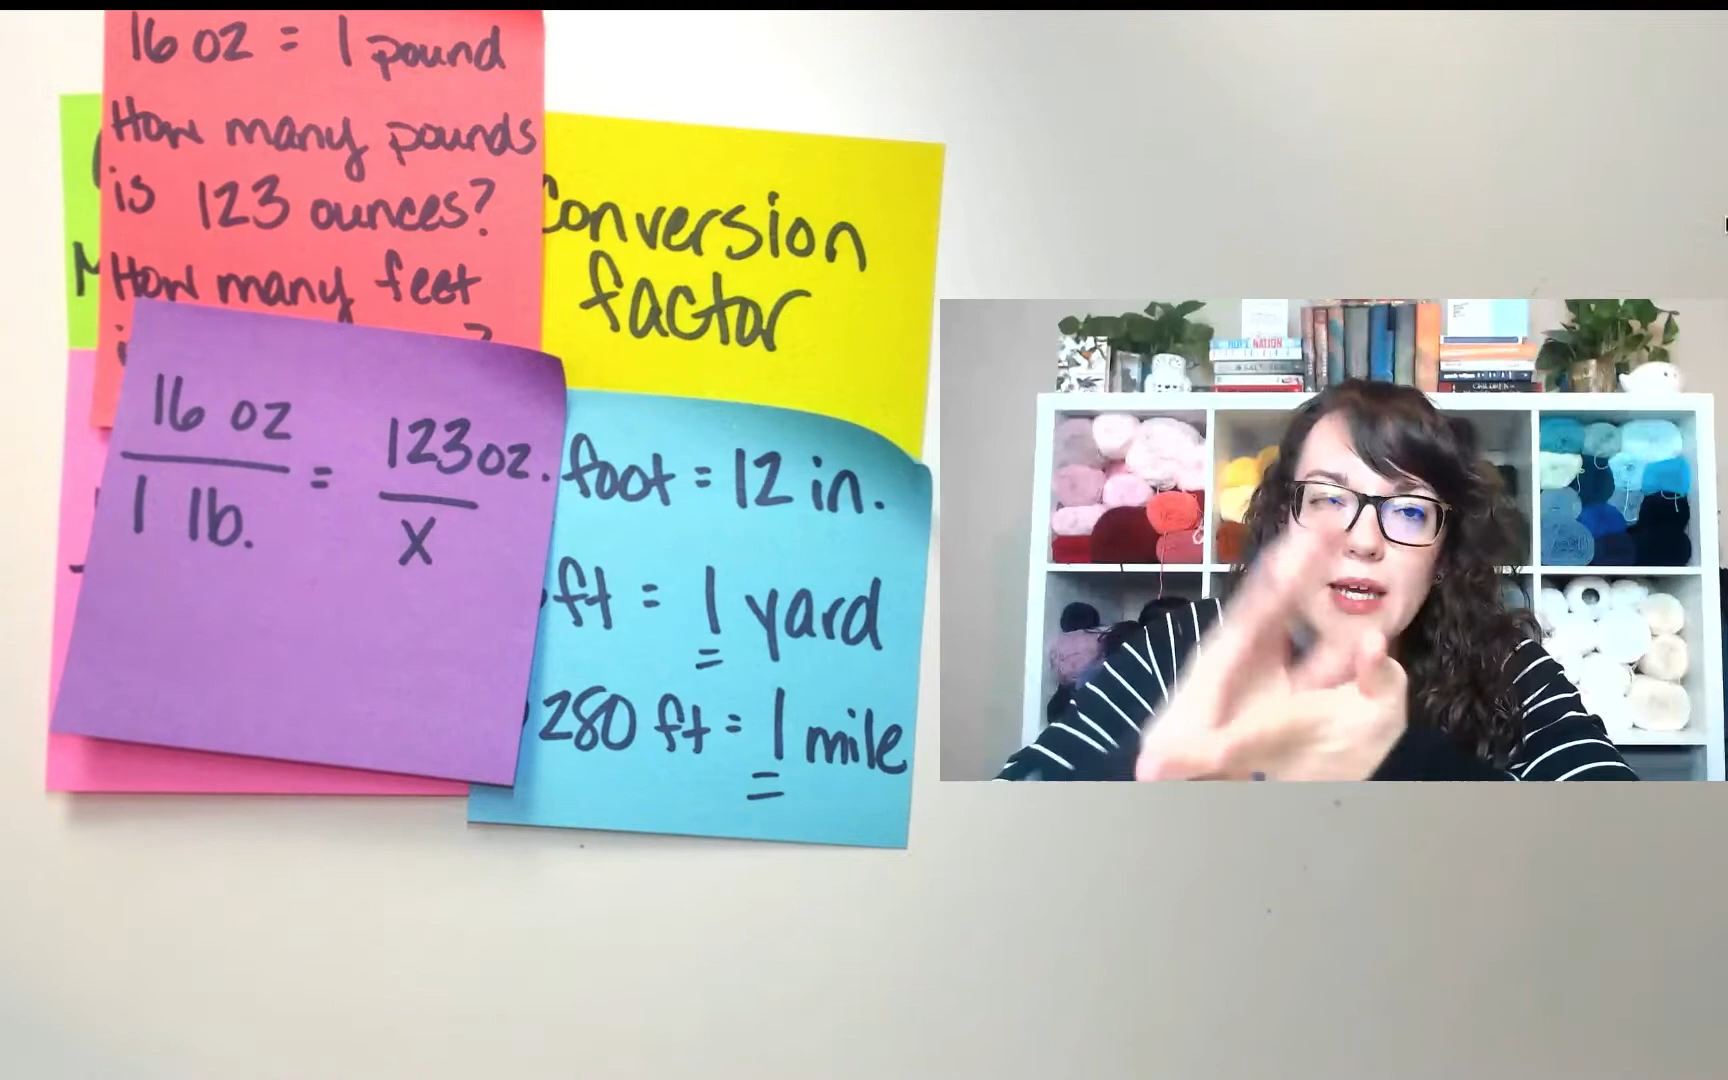 16 oz = 1 pound
How many pounds
is 123 ounces?
How many feet
?
Conversion
factor
16 oz
1 lb.
=
123 oz.
X
foot = 12 in.
ft = 1 yard
280 ft = 1 mile
NATION